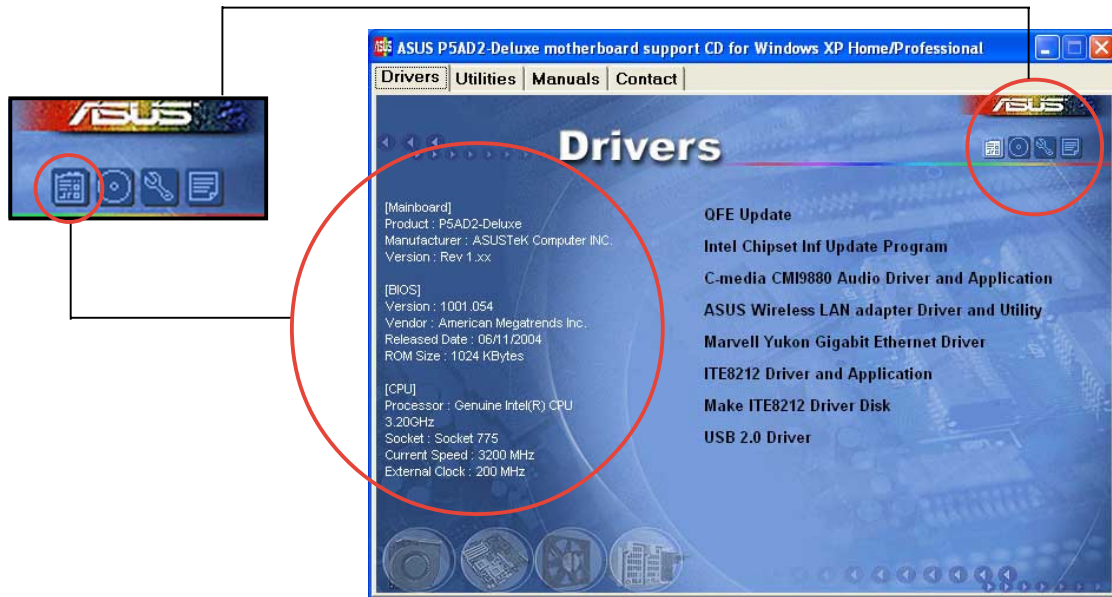 ASUS
ASUS P5AD2-Deluxe motherboard support CD for Windows XP Home/Professional
Drivers Utilities Manuals Contact
ASUS
Drivers
[Mainboard]
Product : P5AD2-Deluxe
Manufacturer : ASUSTeK Computer INC.
Version : Rev 1.xx
[BIOS]
Version : 1001.054
Vendor : American Megatrends Inc.
Released Date : 06/11/2004
ROM Size : 1024 KBytes
[CPU]
Processor : Genuine Intel(R) CPU
3.20GHz
Socket : Socket 775
Current Speed : 3200 MHz
External Clock : 200 MHz
QFE Update
Intel Chipset Inf Update Program
C-media CMI9880 Audio Driver and Application
ASUS Wireless LAN adapter Driver and Utility
Marvell Yukon Gigabit Ethernet Driver
ITE8212 Driver and Application
Make ITE8212 Driver Disk
USB 2.0 Driver